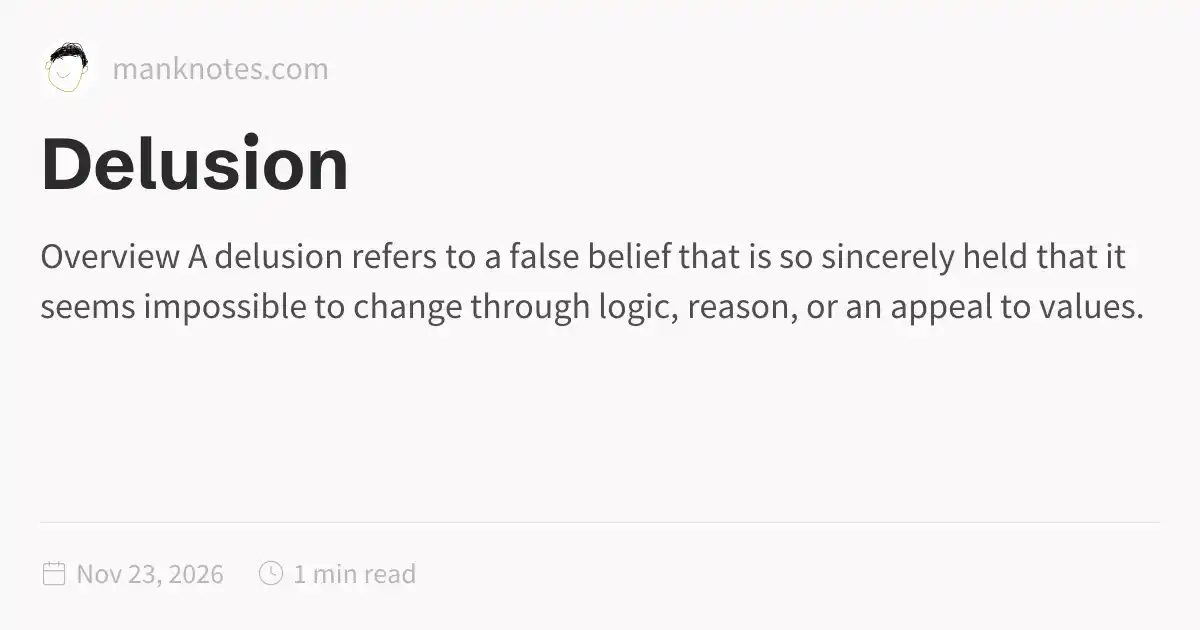 manknotes.com
Delusion
Overview A delusion refers to a false belief that is so sincerely held that it
seems impossible to change through logic, reason, or an appeal to values.
Nov 23, 2026 1 min read